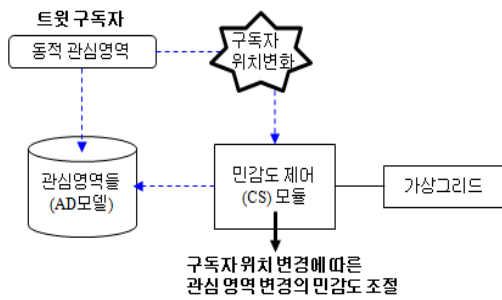 트윗 구독자
동적 관심영역
구독자
위치변화
관심영역들
(AD모델)
민감도 제어
(CS) 모듈
가상그리드
구독자 위치 변경에 따른
관심 영역 변경의 민감도 조절